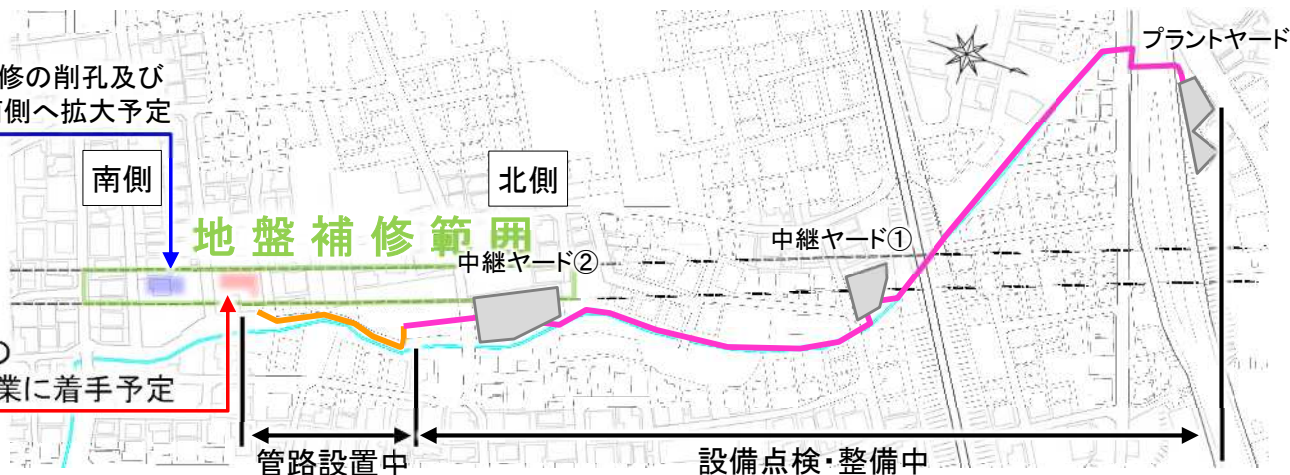 プラントヤード
修の削孔及び
側へ拡大予定
南側
北側
地盤補修範囲
中継ヤード②
中継ヤード①
業に着手予定
管路設置中
設備点検・整備中